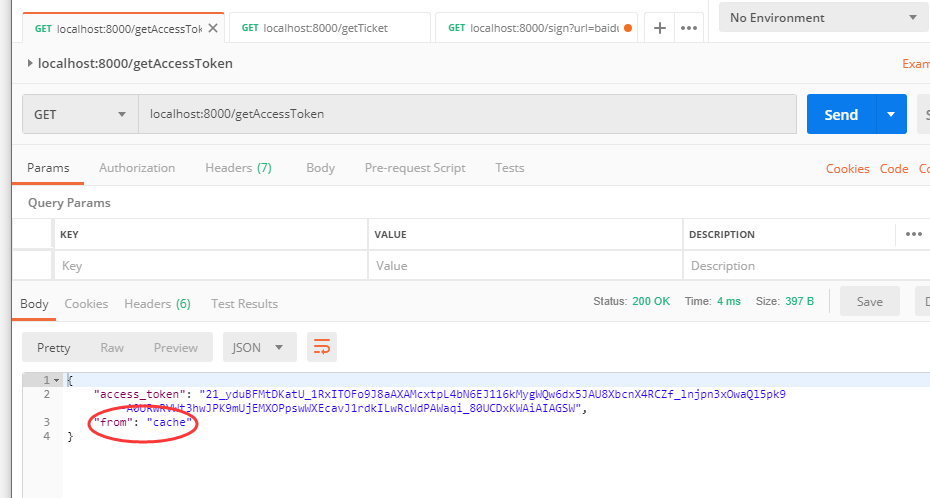 GET localhost:8000/getAccessTok
GET localhost:8000/getTicket
GET localhost:8000/sign?url=baidu
No Environment
localhost:8000/getAccessToken
Exam
GET localhost:8000/getAccessToken Send S
Params Authorization Headers (7) Body Pre-request Script Tests Cookies Code Co
Query Params
KEY VALUE DESCRIPTION
Key Value Description
Body Cookies Headers (6) Test Results Status: 200 OK Time: 4 ms Size: 397 B Save D
Pretty Raw Preview JSON
1 {
2 "access_token": "21_yduBFMtDKatU_1RxITOFo9J8aAXAMcxtpL4bN6EJ116kMygWQw6dx5JAU8XbcnX4RCZf_lnjpn3xOwaQl5pk9
A0URwRVWt3hwJPK9mUjEMXOPpswWXEcavJ1rdkILwRcWdPAWaqi_80UCDxKWAiAIAGSW",
3 "from": "cache"
4 }